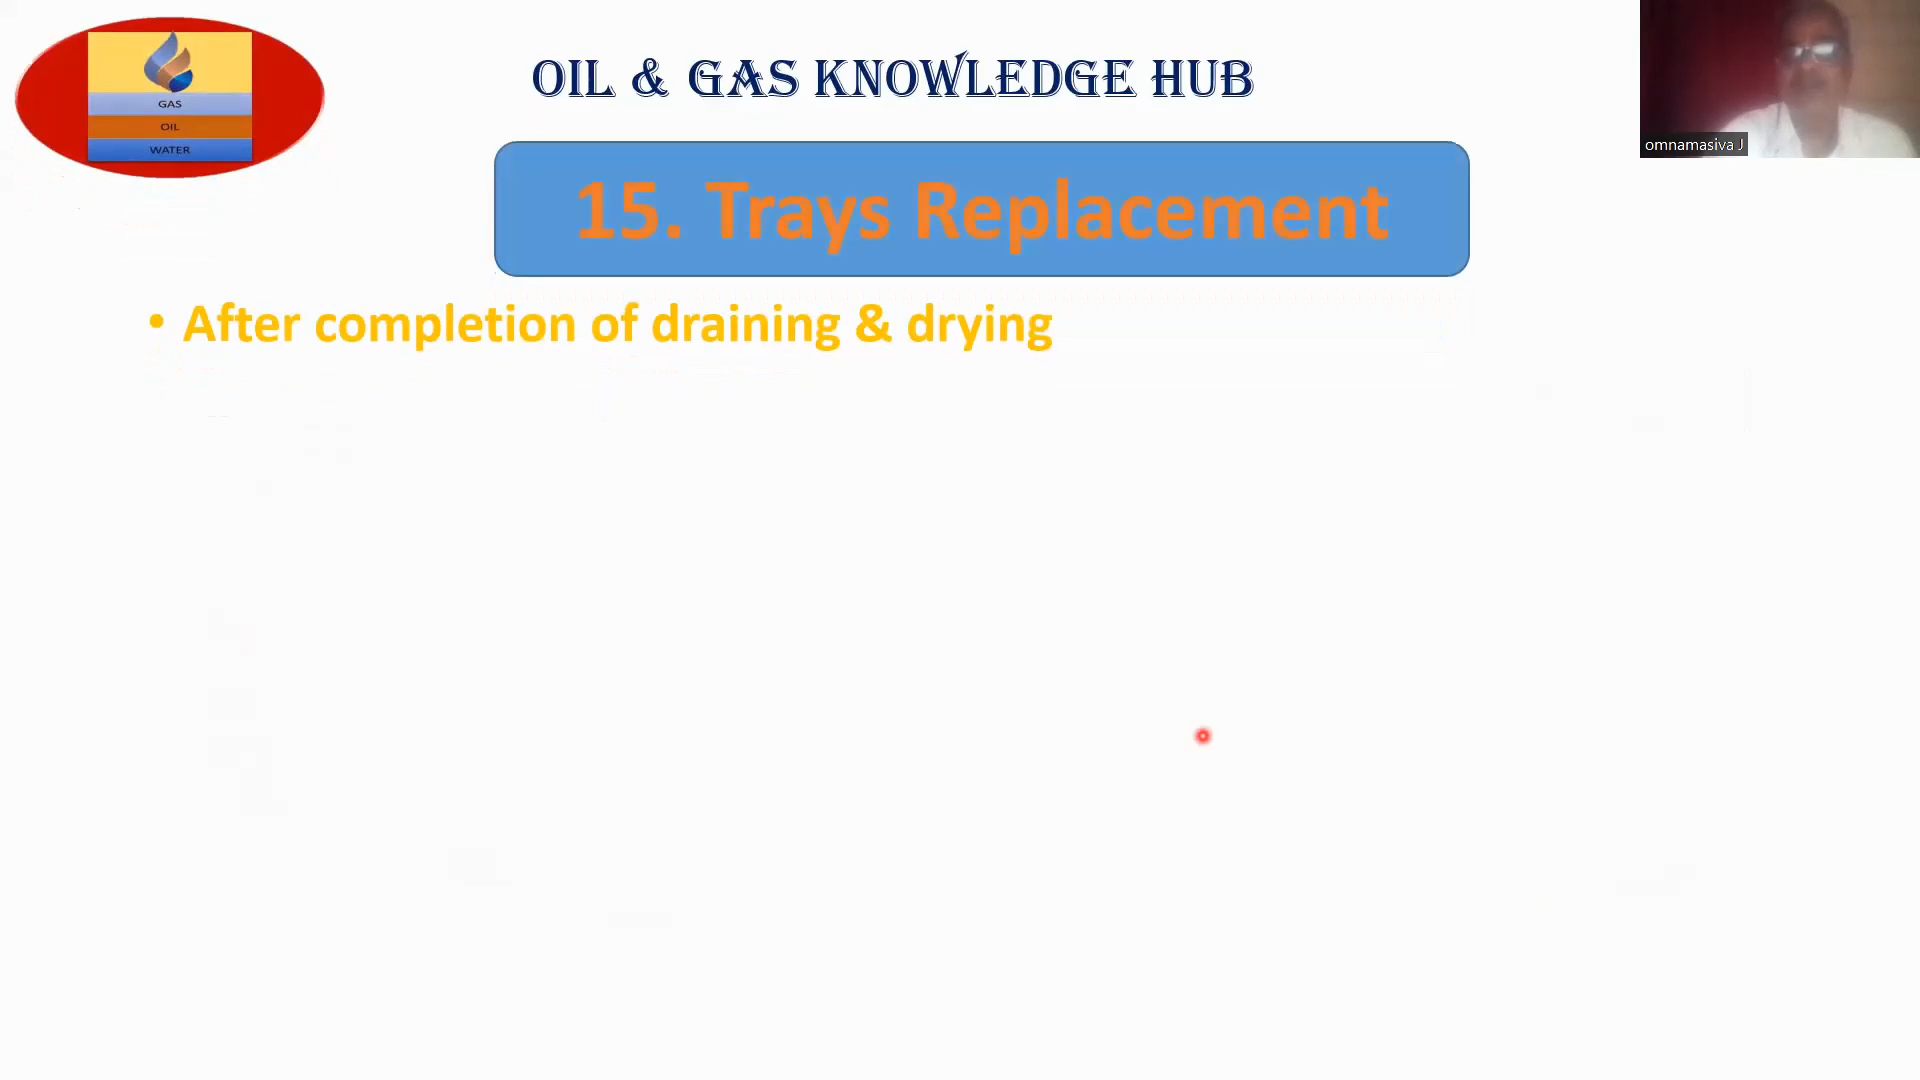 GAS
OIL
WATER
OIL & GAS KNOWLEDGE HUB
omnamasiva J
15. Trays Replacement
• After completion of draining & drying